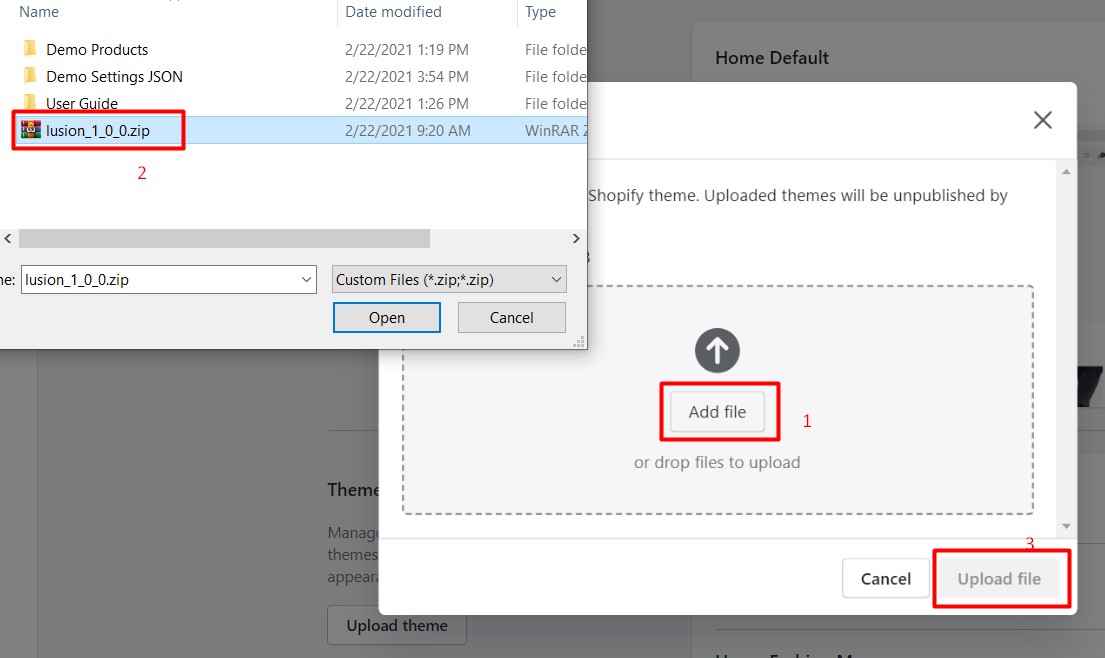 Name Date modified Type
Demo Products 2/22/2021 1:19 PM File folde
Demo Settings JSON 2/22/2021 3:54 PM File folde
User Guide 2/22/2021 1:26 PM File folde
lusion_1_0_0.zip 2/22/2021 9:20 AM WinRAR Z
2
ne: lusion_1_0_0.zip Custom Files (*.zip;*.zip)
Open Cancel
Home Default
Shopify theme. Uploaded themes will be unpublished by
Add file
1
or drop files to upload
3
Cancel Upload file
Theme
Manag
themes
appeara
Upload theme